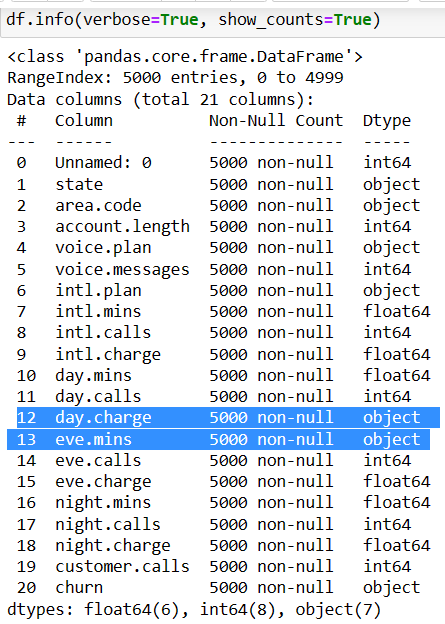 df.info(verbose=True, show_counts=True)
<class 'pandas.core.frame.DataFrame'>
RangeIndex: 5000 entries, 0 to 4999
Data columns (total 21 columns):
 #   Column            Non-Null Count  Dtype
---  ------            --------------  -----
 0   Unnamed: 0        5000 non-null   int64
 1   state             5000 non-null   object
 2   area.code         5000 non-null   object
 3   account.length    5000 non-null   int64
 4   voice.plan        5000 non-null   object
 5   voice.messages    5000 non-null   int64
 6   intl.plan         5000 non-null   object
 7   intl.mins         5000 non-null   float64
 8   intl.calls        5000 non-null   int64
 9   intl.charge       5000 non-null   float64
 10  day.mins          5000 non-null   float64
 11  day.calls         5000 non-null   int64
 12  day.charge        5000 non-null   object
 13  eve.mins          5000 non-null   object
 14  eve.calls         5000 non-null   int64
 15  eve.charge        5000 non-null   float64
 16  night.mins        5000 non-null   float64
 17  night.calls       5000 non-null   int64
 18  night.charge      5000 non-null   float64
 19  customer.calls    5000 non-null   int64
 20  churn             5000 non-null   object
dtypes: float64(6), int64(8), object(7)